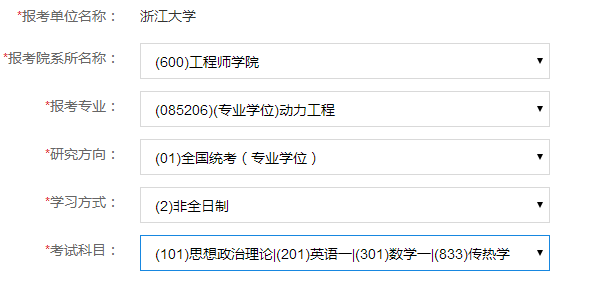 *报考单位名称： 浙江大学
*报考院系所名称： (600)工程师学院
*报考专业： (085206)(专业学位)动力工程
*研究方向： (01)全国统考（专业学位）
*学习方式： (2)非全日制
*考试科目： (101)思想政治理论|(201)英语一|(301)数学一|(833)传热学